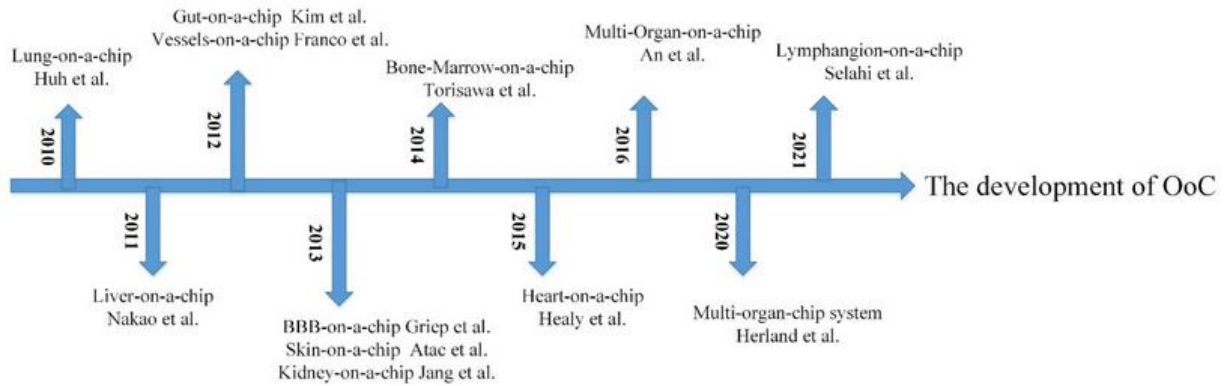 Gut-on-a-chip Kim et al.
Vessels-on-a-chip Franco et al.
Lung-on-a-chip
Huh et al.
Bone-Marrow-on-a-chip
Torisawa et al.
Multi-Organ-on-a-chip
An et al.
Lymphangion-on-a-chip
Selahi et al.
2010
2012
2014
2016
2021
The development of OoC
2011
2013
2015
2020
Liver-on-a-chip
Nakao et al.
BBB-on-a-chip Griep et al.
Skin-on-a-chip Atac et al.
Kidney-on-a-chip Jang et al.
Heart-on-a-chip
Healy et al.
Multi-organ-chip system
Herland et al.